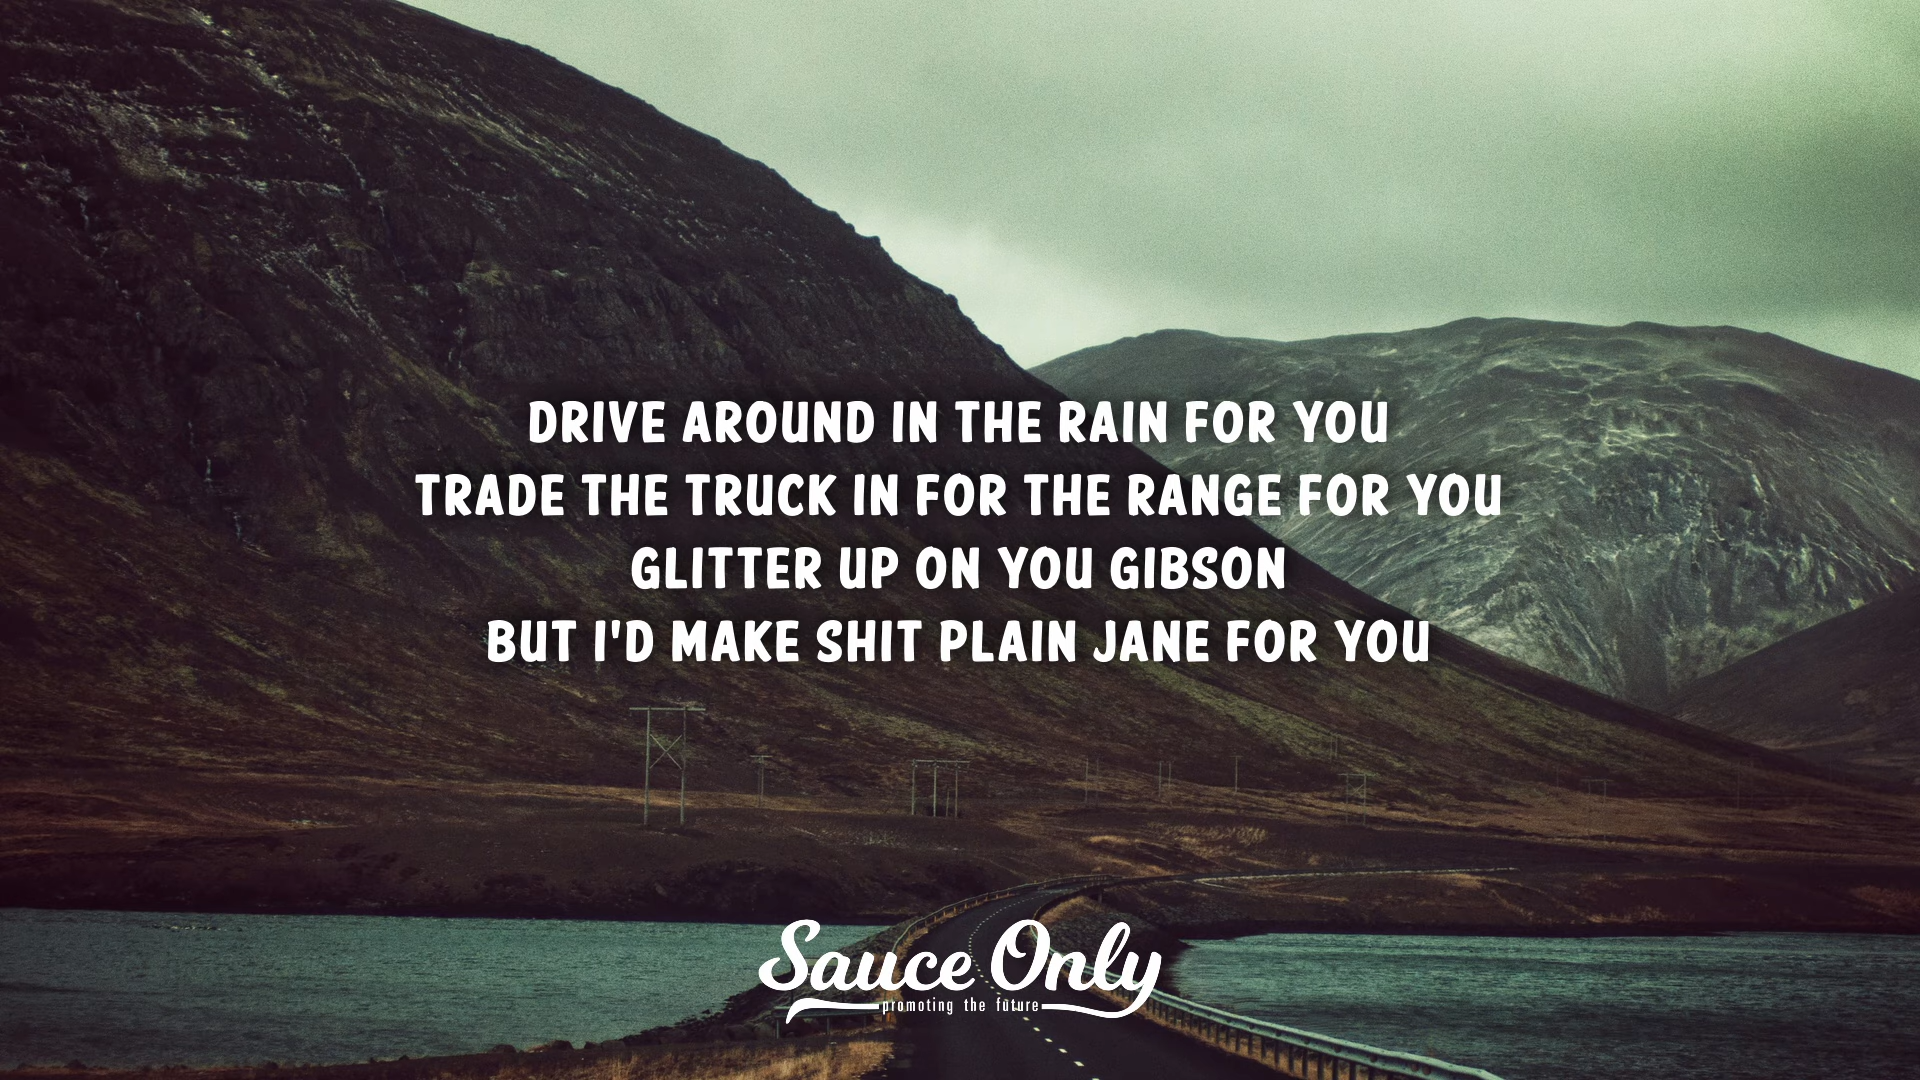 DRIVE AROUND IN THE RAIN FOR YOU
TRADE THE TRUCK IN FOR THE RANGE FOR YOU
GLITTER UP ON YOU GIBSON
BUT I'D MAKE SHIT PLAIN JANE FOR YOU
Sauce Only
promoting the future